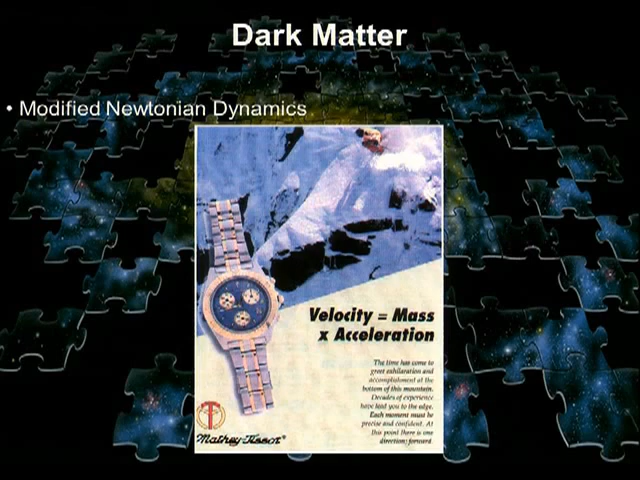 Dark Matter
• Modified Newtonian Dynamics
Velocity = Mass
x Acceleration
The time has come to
greet exhilaration and
accomplishment at the
bottom of this mountain.
Decades of experience
have lead you to the edge.
Each moment must be
precise and confident. At
this point there is one
direction: forward.
Mathey-Tissot®